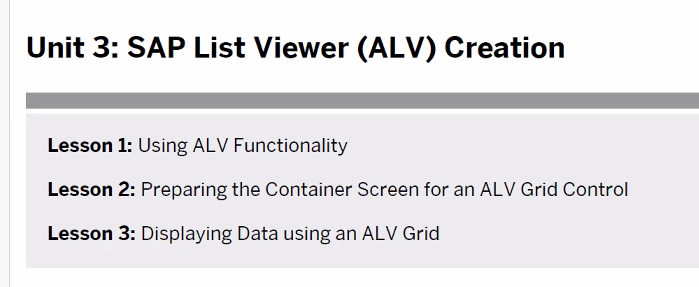 Unit 3: SAP List Viewer (ALV) Creation
Lesson 1: Using ALV Functionality
Lesson 2: Preparing the Container Screen for an ALV Grid Control
Lesson 3: Displaying Data using an ALV Grid